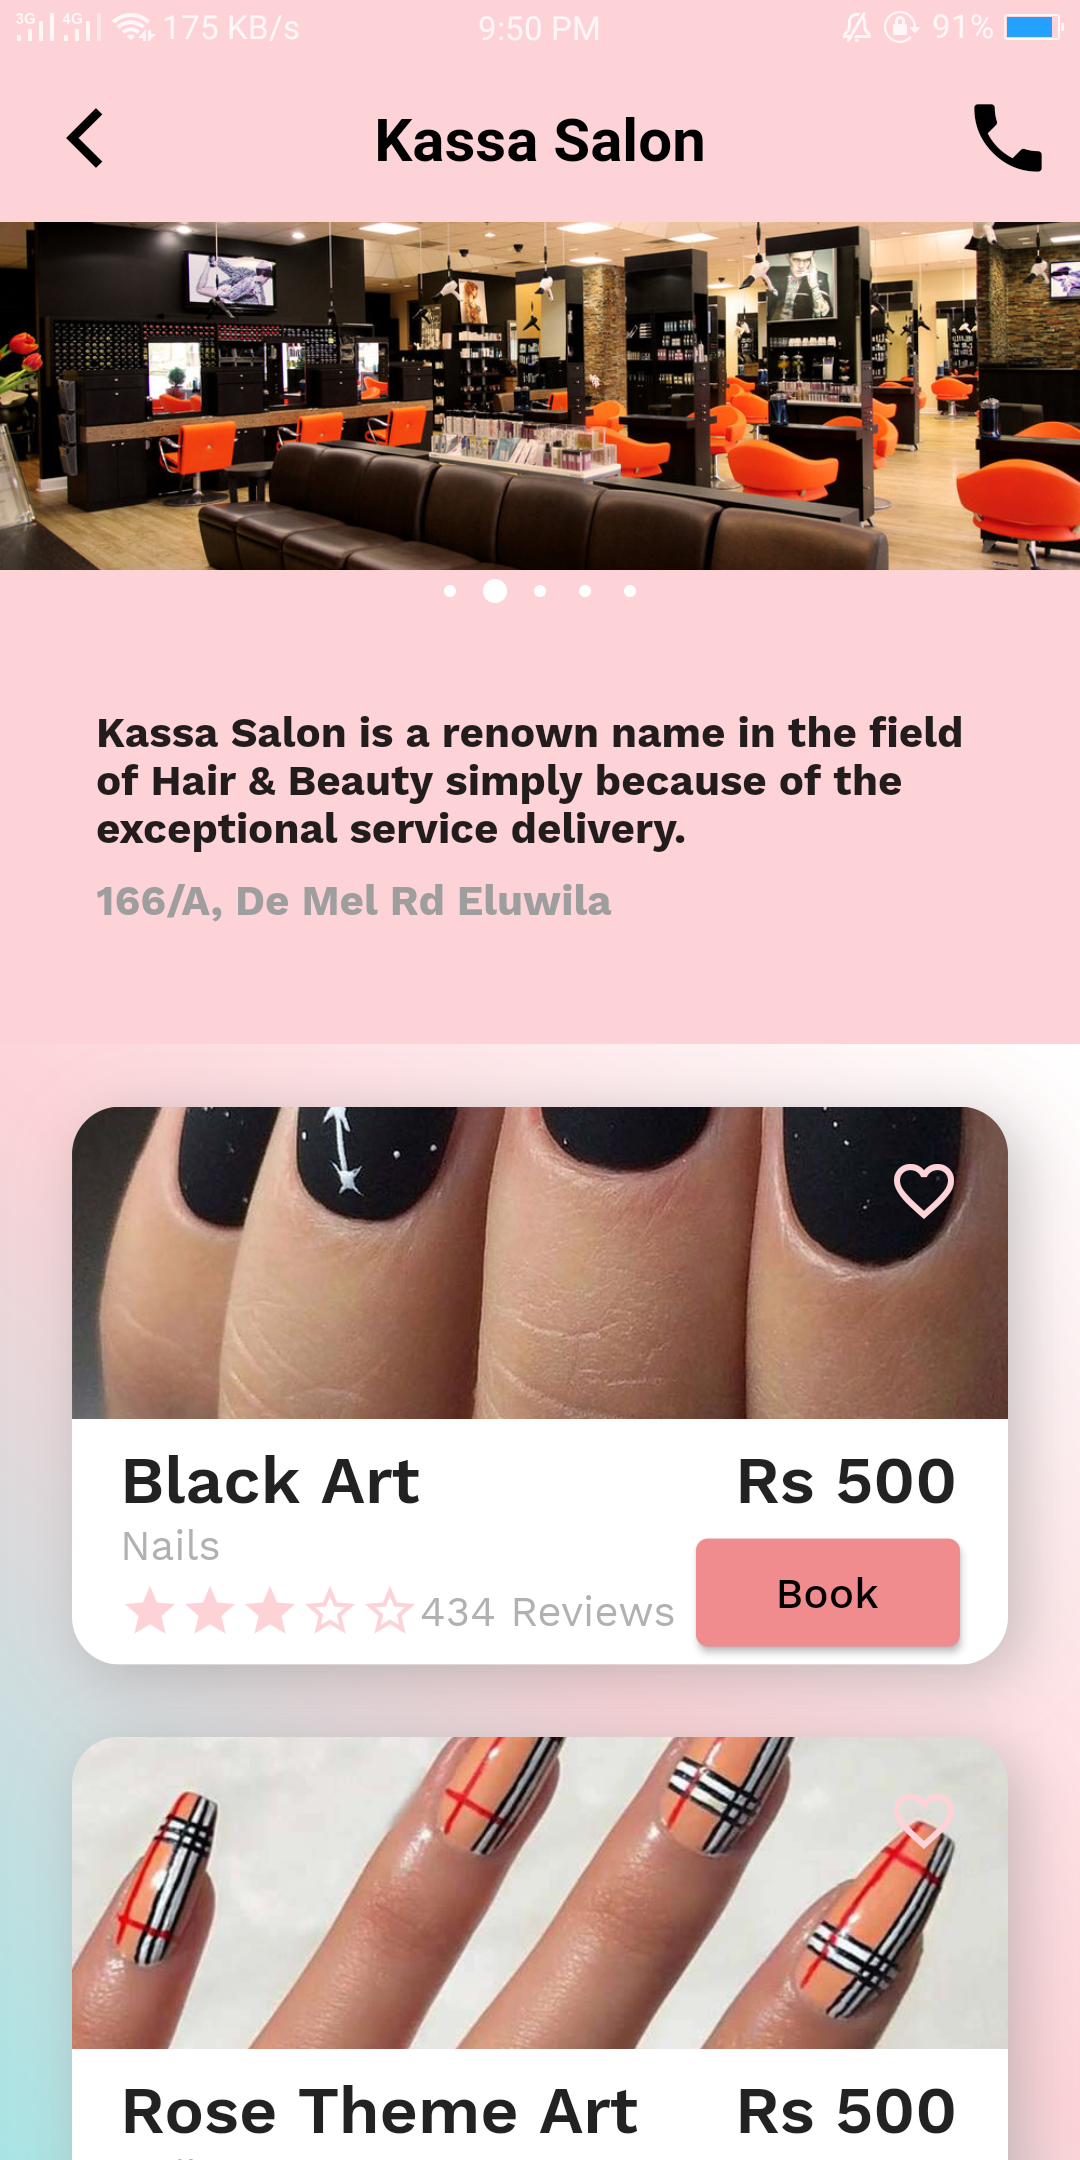 3G 4G 175 KB/s 9:50 PM 91%
Kassa Salon
Kassa Salon is a renown name in the field
of Hair & Beauty simply because of the
exceptional service delivery.
166/A, De Mel Rd Eluwila
Black Art Rs 500
Nails
434 Reviews Book
Rose Theme Art Rs 500